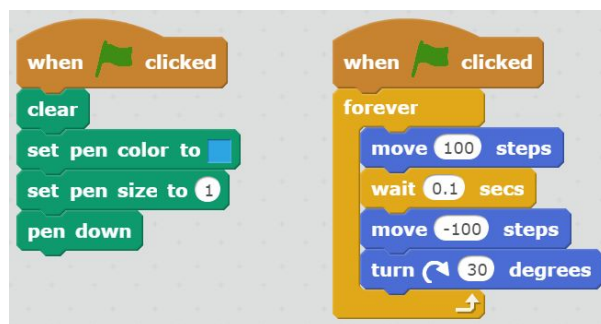 when clicked
clear
set pen color to
set pen size to 1
pen down
when clicked
forever
move 100 steps
wait 0.1 secs
move -100 steps
turn 30 degrees